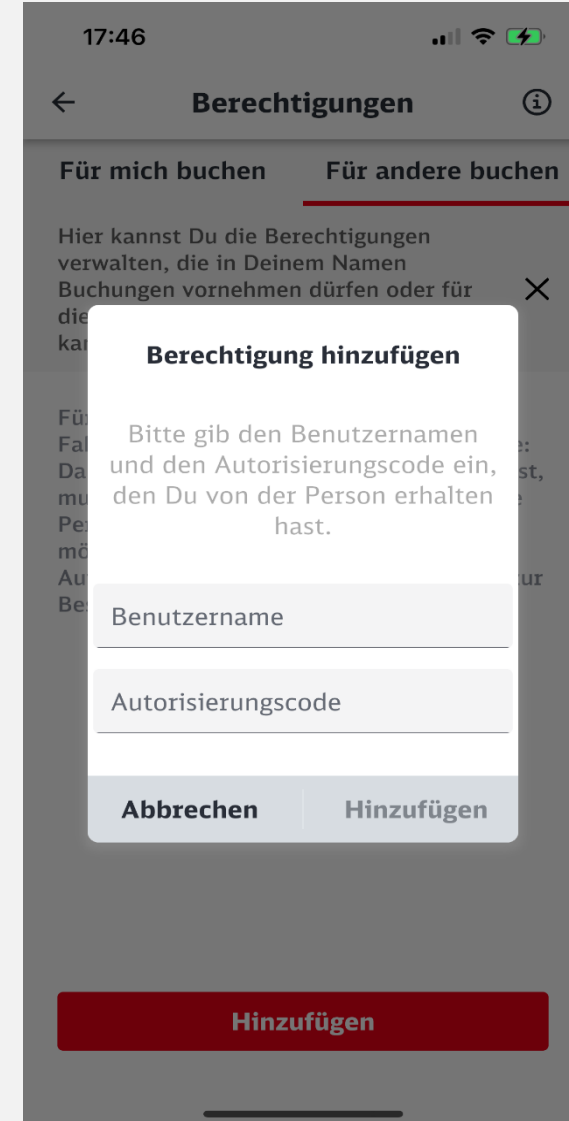 17:46
Berechtigungen
Für mich buchen
Für andere buchen
Hier kannst Du die Berechtigungen
verwalten, die in Deinem Namen
Buchungen vornehmen dürfen oder für
die
Berechtigung hinzufügen
Bitte gib den Benutzernamen
und den Autorisierungscode ein,
den Du von der Person erhalten
hast.
Benutzername
Autorisierungscode
Abbrechen
Hinzufügen
Hinzufügen